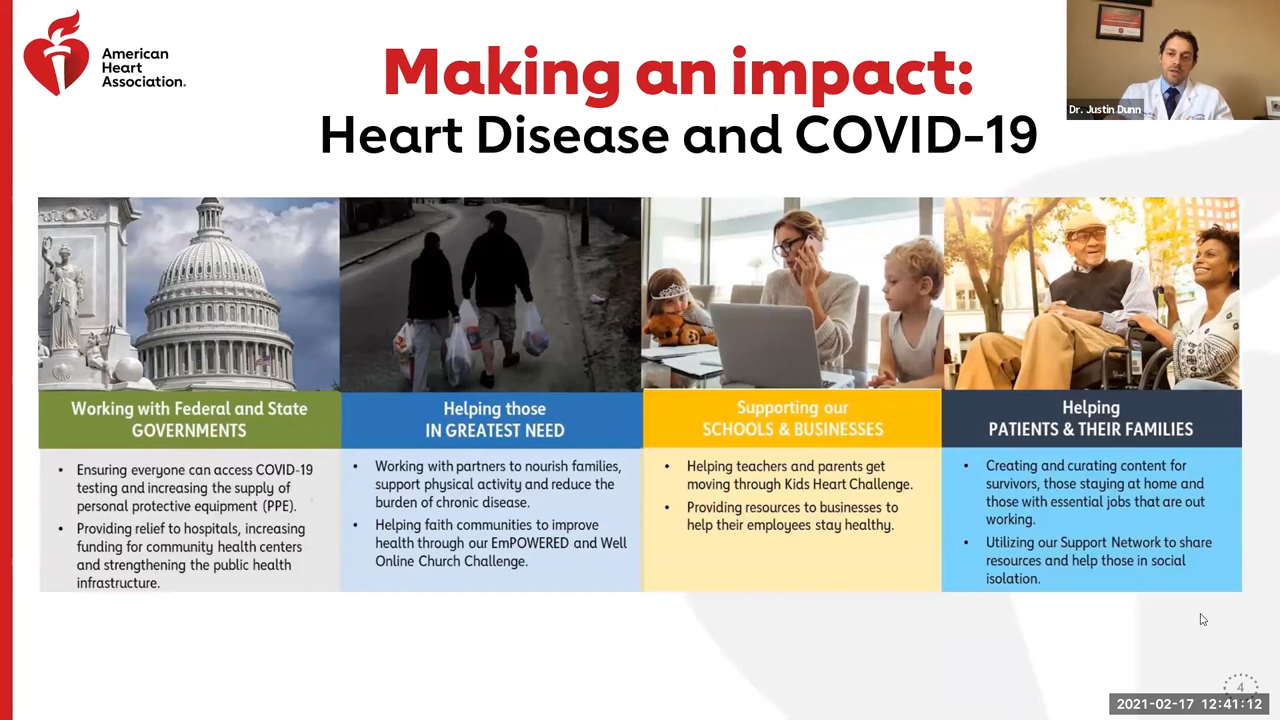 American
Heart
Association.
Making an impact:
Heart Disease and COVID-19
Dr. Justin Dunn
Working with Federal and State
GOVERNMENTS
• Ensuring everyone can access COVID-19
testing and increasing the supply of
personal protective equipment (PPE).
• Providing relief to hospitals, increasing
funding for community health centers
and strengthening the public health
infrastructure.
Helping those
IN GREATEST NEED
• Working with partners to nourish families,
support physical activity and reduce the
burden of chronic disease.
• Helping faith communities to improve
health through our EmPOWERED and Well
Online Church Challenge.
Supporting our
SCHOOLS & BUSINESSES
• Helping teachers and parents get
moving through Kids Heart Challenge.
• Providing resources to businesses to
help their employees stay healthy.
Helping
PATIENTS & THEIR FAMILIES
• Creating and curating content for
survivors, those staying at home and
those with essential jobs that are out
working.
• Utilizing our Support Network to share
resources and help those in social
isolation.
4
2021-02-17 12:41:12